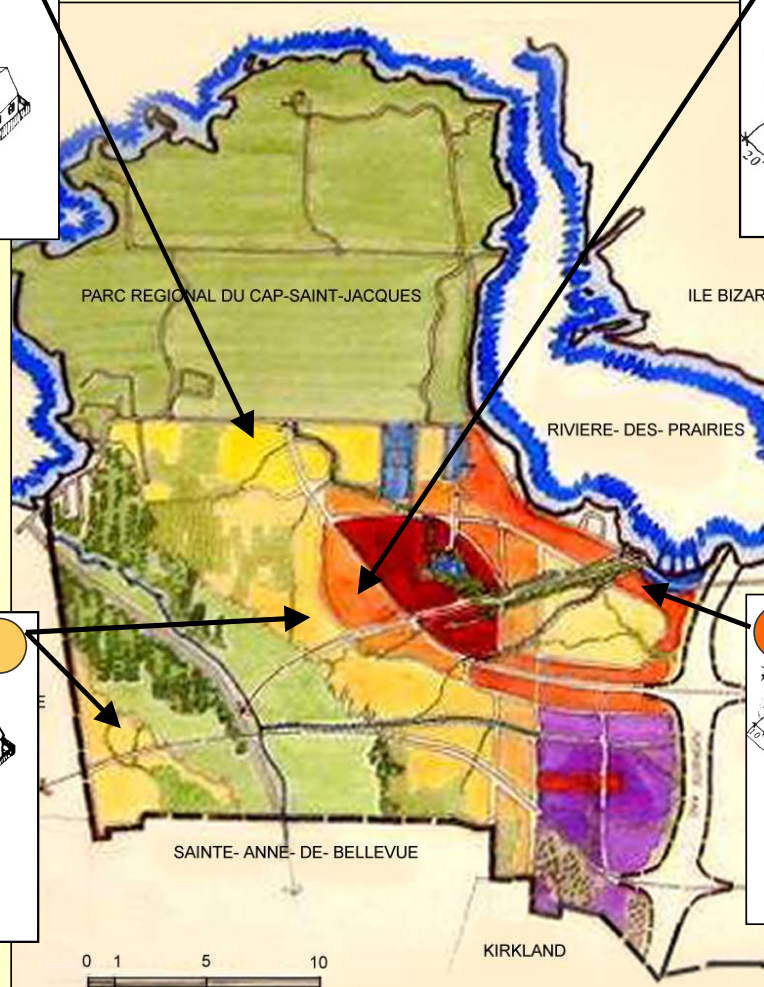 20'
PARC REGIONAL DU CAP-SAINT-JACQUES
ILE BIZAR
RIVIERE- DES- PRAIRIES
E
SAINTE- ANNE- DE- BELLEVUE
KIRKLAND
0 1 5 10